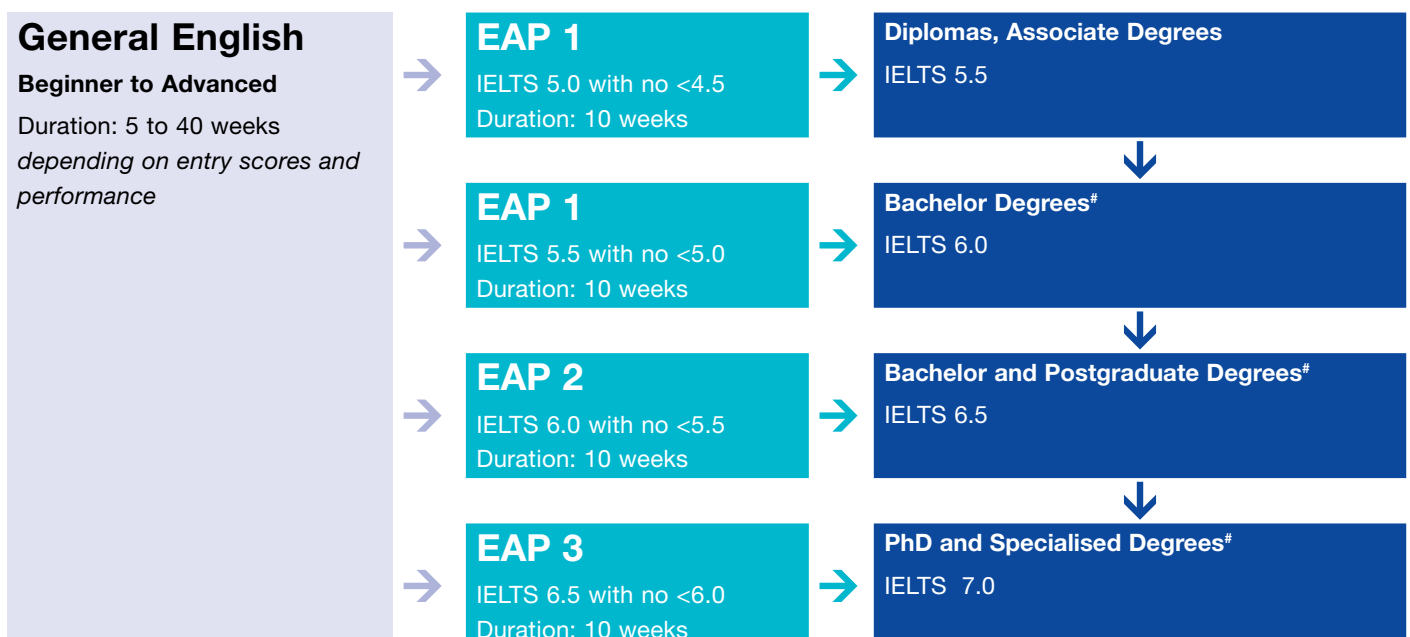 General English
Beginner to Advanced
Duration: 5 to 40 weeks
depending on entry scores and
performance
EAP 1
IELTS 5.0 with no <4.5
Duration: 10 weeks
Diplomas, Associate Degrees
IELTS 5.5
EAP 1
IELTS 5.5 with no <5.0
Duration: 10 weeks
Bachelor Degrees#
IELTS 6.0
EAP 2
IELTS 6.0 with no <5.5
Duration: 10 weeks
Bachelor and Postgraduate Degrees#
IELTS 6.5
EAP 3
IELTS 6.5 with no <6.0
Duration: 10 weeks
PhD and Specialised Degrees#
IELTS  7.0